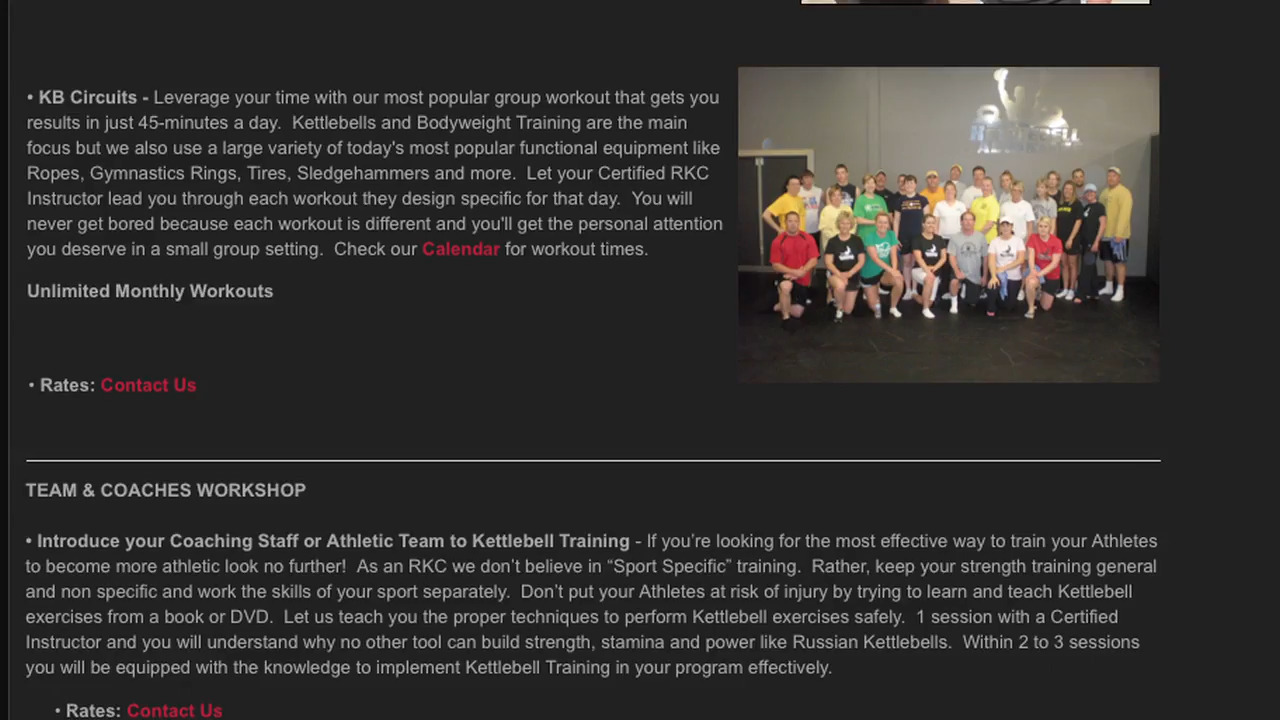 • KB Circuits - Leverage your time with our most popular group workout that gets you
results in just 45-minutes a day.  Kettlebells and Bodyweight Training are the main
focus but we also use a large variety of today's most popular functional equipment like
Ropes, Gymnastics Rings, Tires, Sledgehammers and more.  Let your Certified RKC
Instructor lead you through each workout they design specific for that day.  You will
never get bored because each workout is different and you'll get the personal attention
you deserve in a small group setting.  Check our Calendar for workout times.
Unlimited Monthly Workouts
• Rates: Contact Us
TEAM & COACHES WORKSHOP
• Introduce your Coaching Staff or Athletic Team to Kettlebell Training - If you’re looking for the most effective way to train your Athletes
to become more athletic look no further!  As an RKC we don’t believe in “Sport Specific” training.  Rather, keep your strength training general
and non specific and work the skills of your sport separately.  Don’t put your Athletes at risk of injury by trying to learn and teach Kettlebell
exercises from a book or DVD.  Let us teach you the proper techniques to perform Kettlebell exercises safely.  1 session with a Certified
Instructor and you will understand why no other tool can build strength, stamina and power like Russian Kettlebells.  Within 2 to 3 sessions
you will be equipped with the knowledge to implement Kettlebell Training in your program effectively.
• Rates: Contact Us